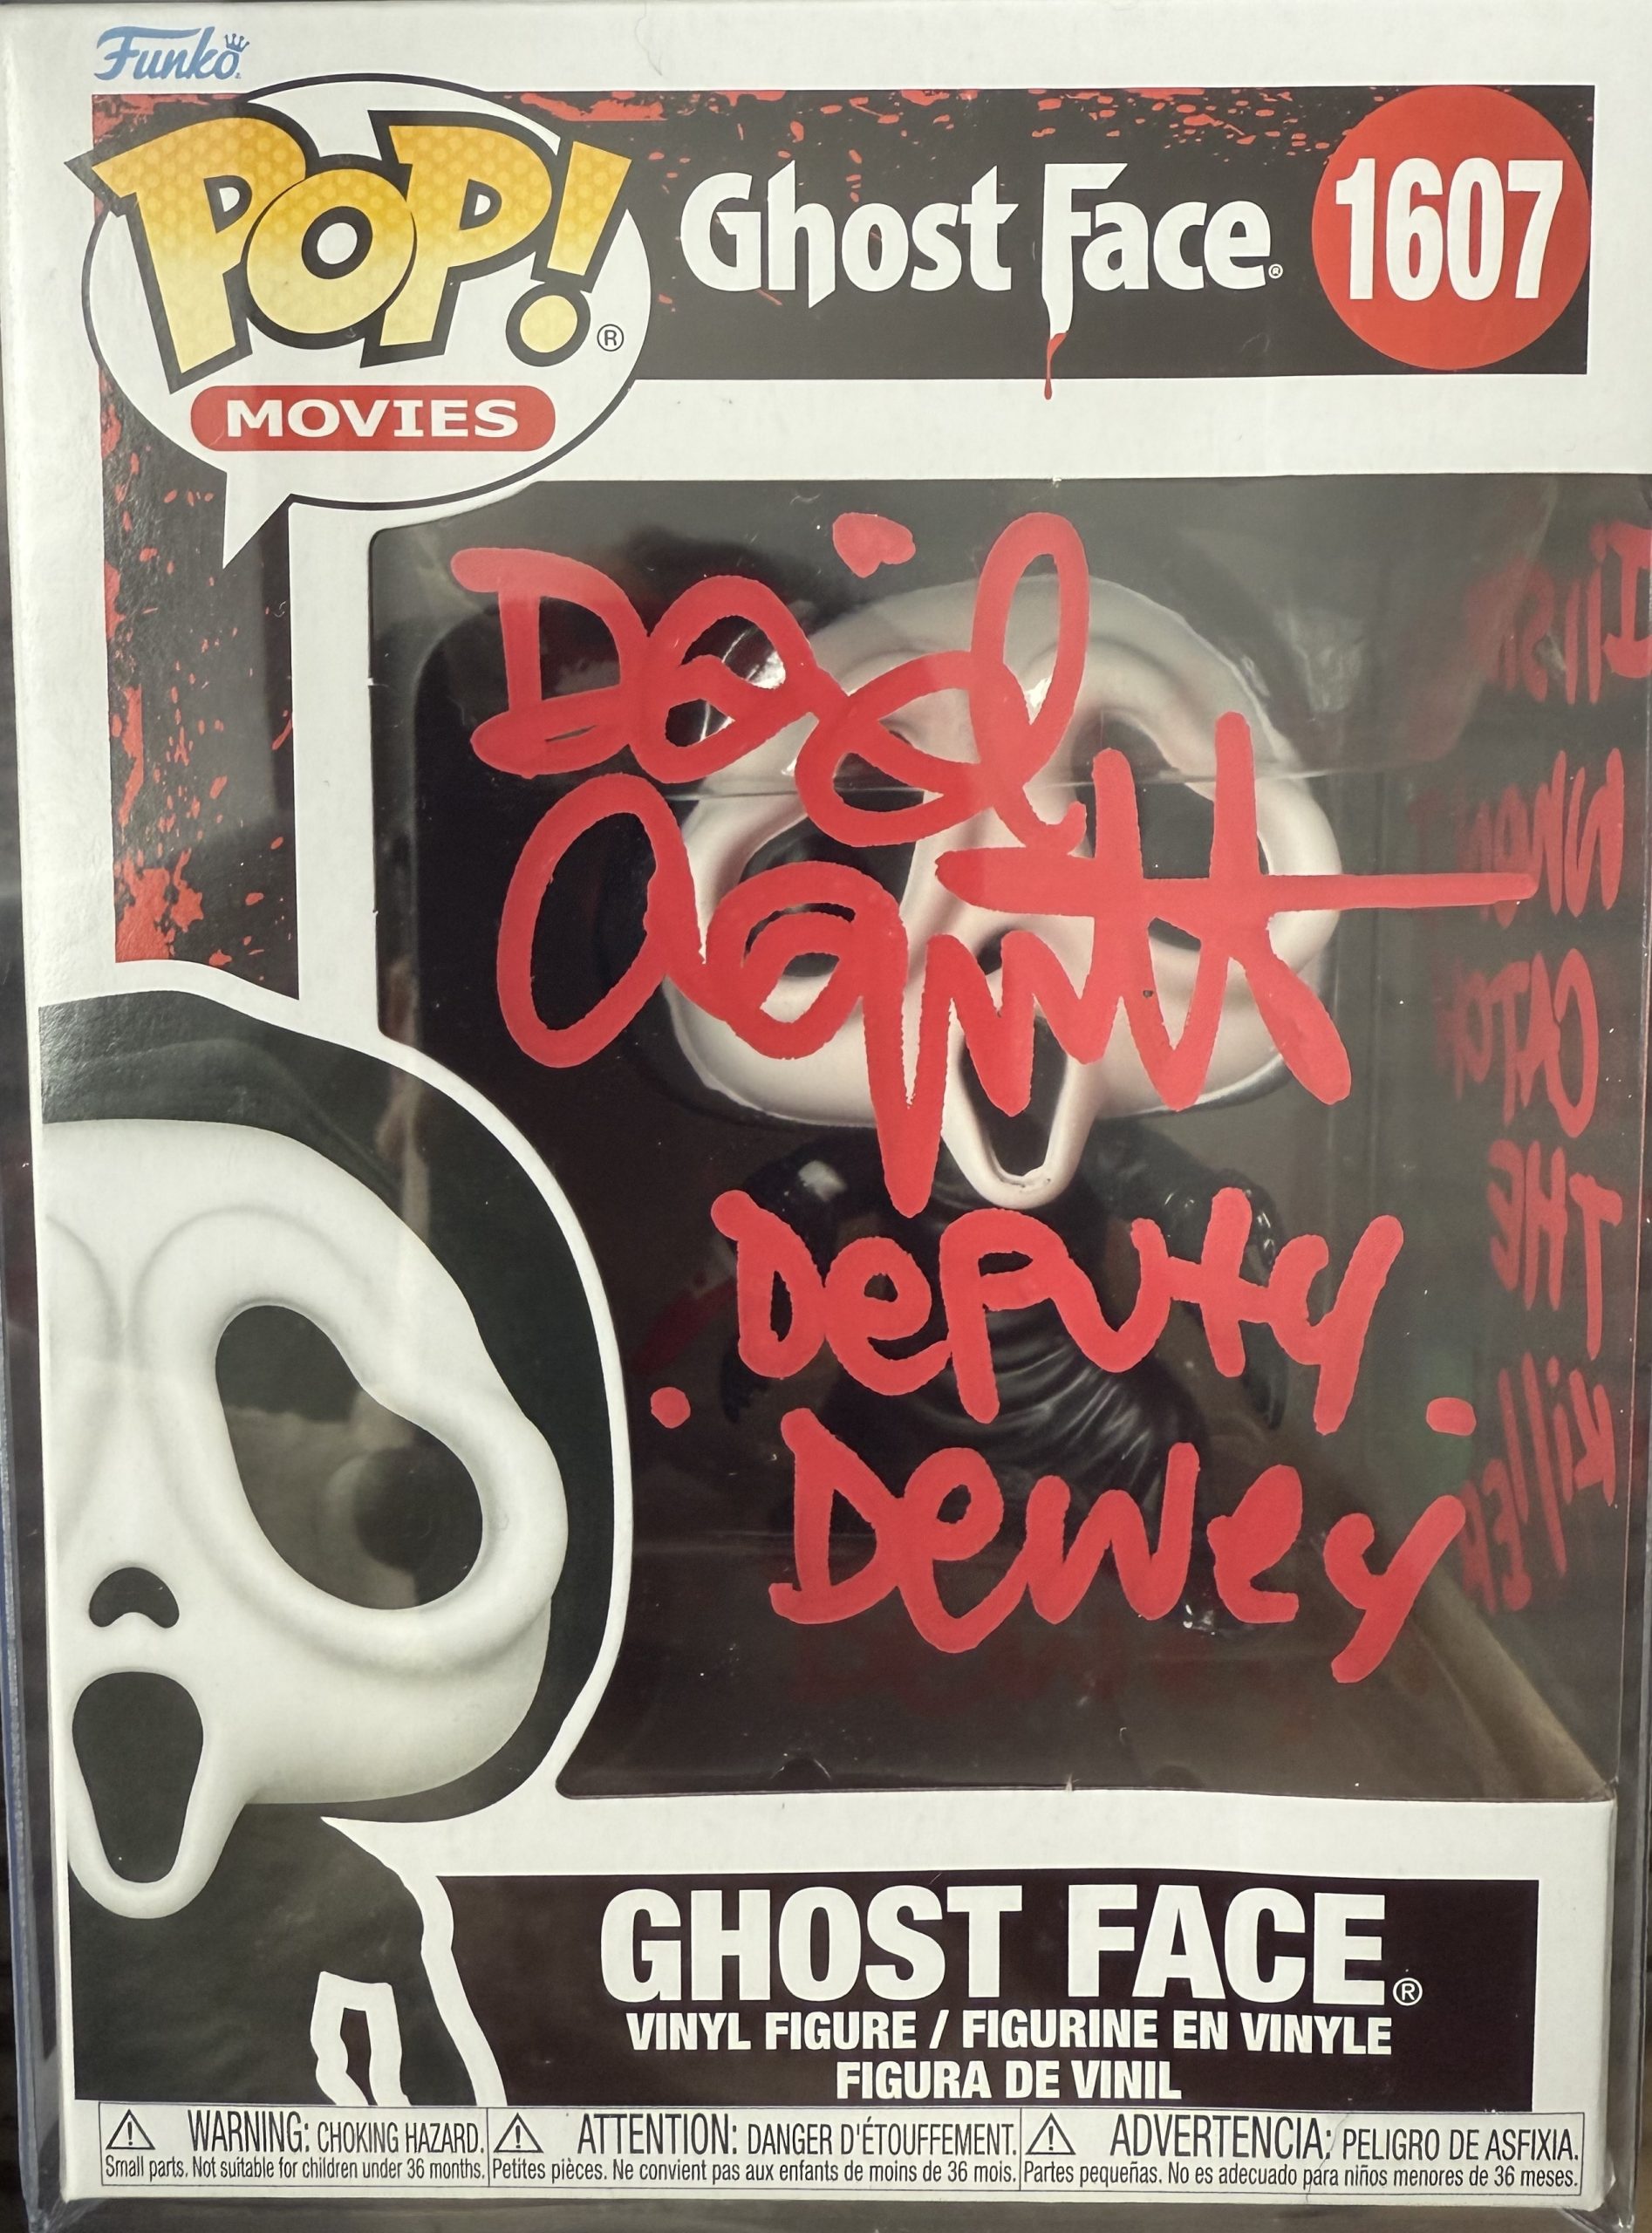 Funko
POP!®
MOVIES
Ghost Face®
1607
DEPUTY
DEWEY
CATCH
THE
KILLER
GHOST FACE®
VINYL FIGURE / FIGURINE EN VINYLE
FIGURA DE VINIL
WARNING: CHOKING HAZARD.
Small parts. Not suitable for children under 36 months.
ATTENTION: DANGER D'ÉTOUFFEMENT.
Petites pièces. Ne convient pas aux enfants de moins de 36 mois.
ADVERTENCIA: PELIGRO DE ASFIXIA.
Partes pequeñas. No es adecuado para niños menores de 36 meses.